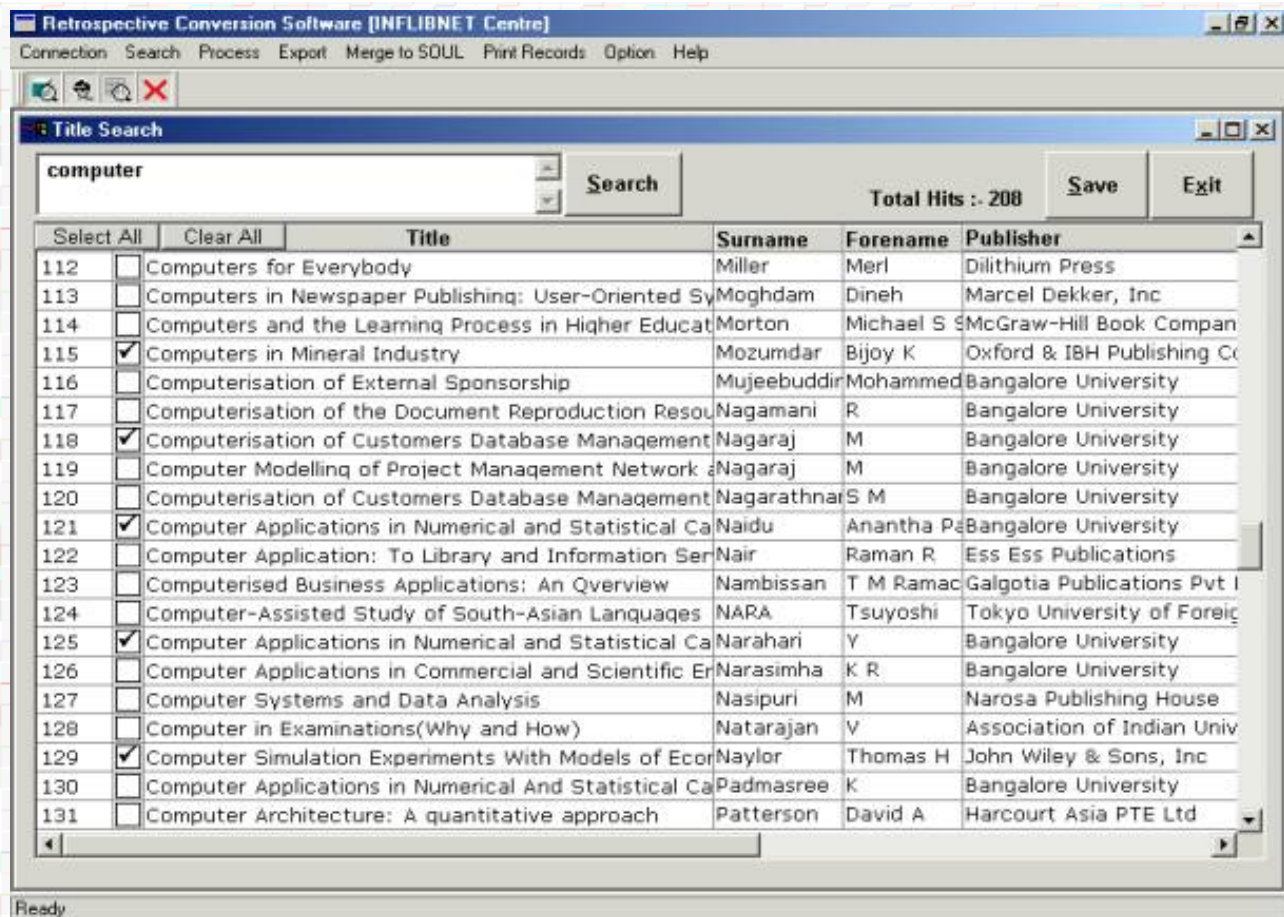 Retrospective Conversion Software [INFLIBNET Centre]
Connection Search Process Export Merge to SOUL Print Records Option Help
Title Search
computer
Search
Total Hits :- 208
Save
Exit
Select All Clear All Title Surname Forename Publisher
112 Computers for Everybody Miller Merl Dilithium Press
113 Computers in Newspaper Publishing: User-Oriented Sy Moghdam Dineh Marcel Dekker, Inc
114 Computers and the Learning Process in Higher Educat Morton Michael S S McGraw-Hill Book Compan
115 Computers in Mineral Industry Mozumdar Bijoy K Oxford & IBH Publishing Co
116 Computerisation of External Sponsorship Mujeebuddin Mohammed Bangalore University
117 Computerisation of the Document Reproduction Resou Nagamani R Bangalore University
118 Computerisation of Customers Database Management Nagaraj M Bangalore University
119 Computer Modelling of Project Management Network a Nagaraj M Bangalore University
120 Computerisation of Customers Database Management Nagarathna S M Bangalore University
121 Computer Applications in Numerical and Statistical Ca Naidu Anantha Pa Bangalore University
122 Computer Application: To Library and Information Ser Nair Raman R Ess Ess Publications
123 Computerised Business Applications: An Qverview Nambissan T M Ramac Galgotia Publications Pvt
124 Computer-Assisted Study of South-Asian Languages NARA Tsuyoshi Tokyo University of Foreig
125 Computer Applications in Numerical and Statistical Ca Narahari Y Bangalore University
126 Computer Applications in Commercial and Scientific Er Narasimha K R Bangalore University
127 Computer Systems and Data Analysis Nasipuri M Narosa Publishing House
128 Computer in Examinations(Why and How) Natarajan V Association of Indian Univ
129 Computer Simulation Experiments With Models of Ecor Naylor Thomas H John Wiley & Sons, Inc
130 Computer Applications in Numerical And Statistical Ca Padmasree K Bangalore University
131 Computer Architecture: A quantitative approach Patterson David A Harcourt Asia PTE Ltd
Ready